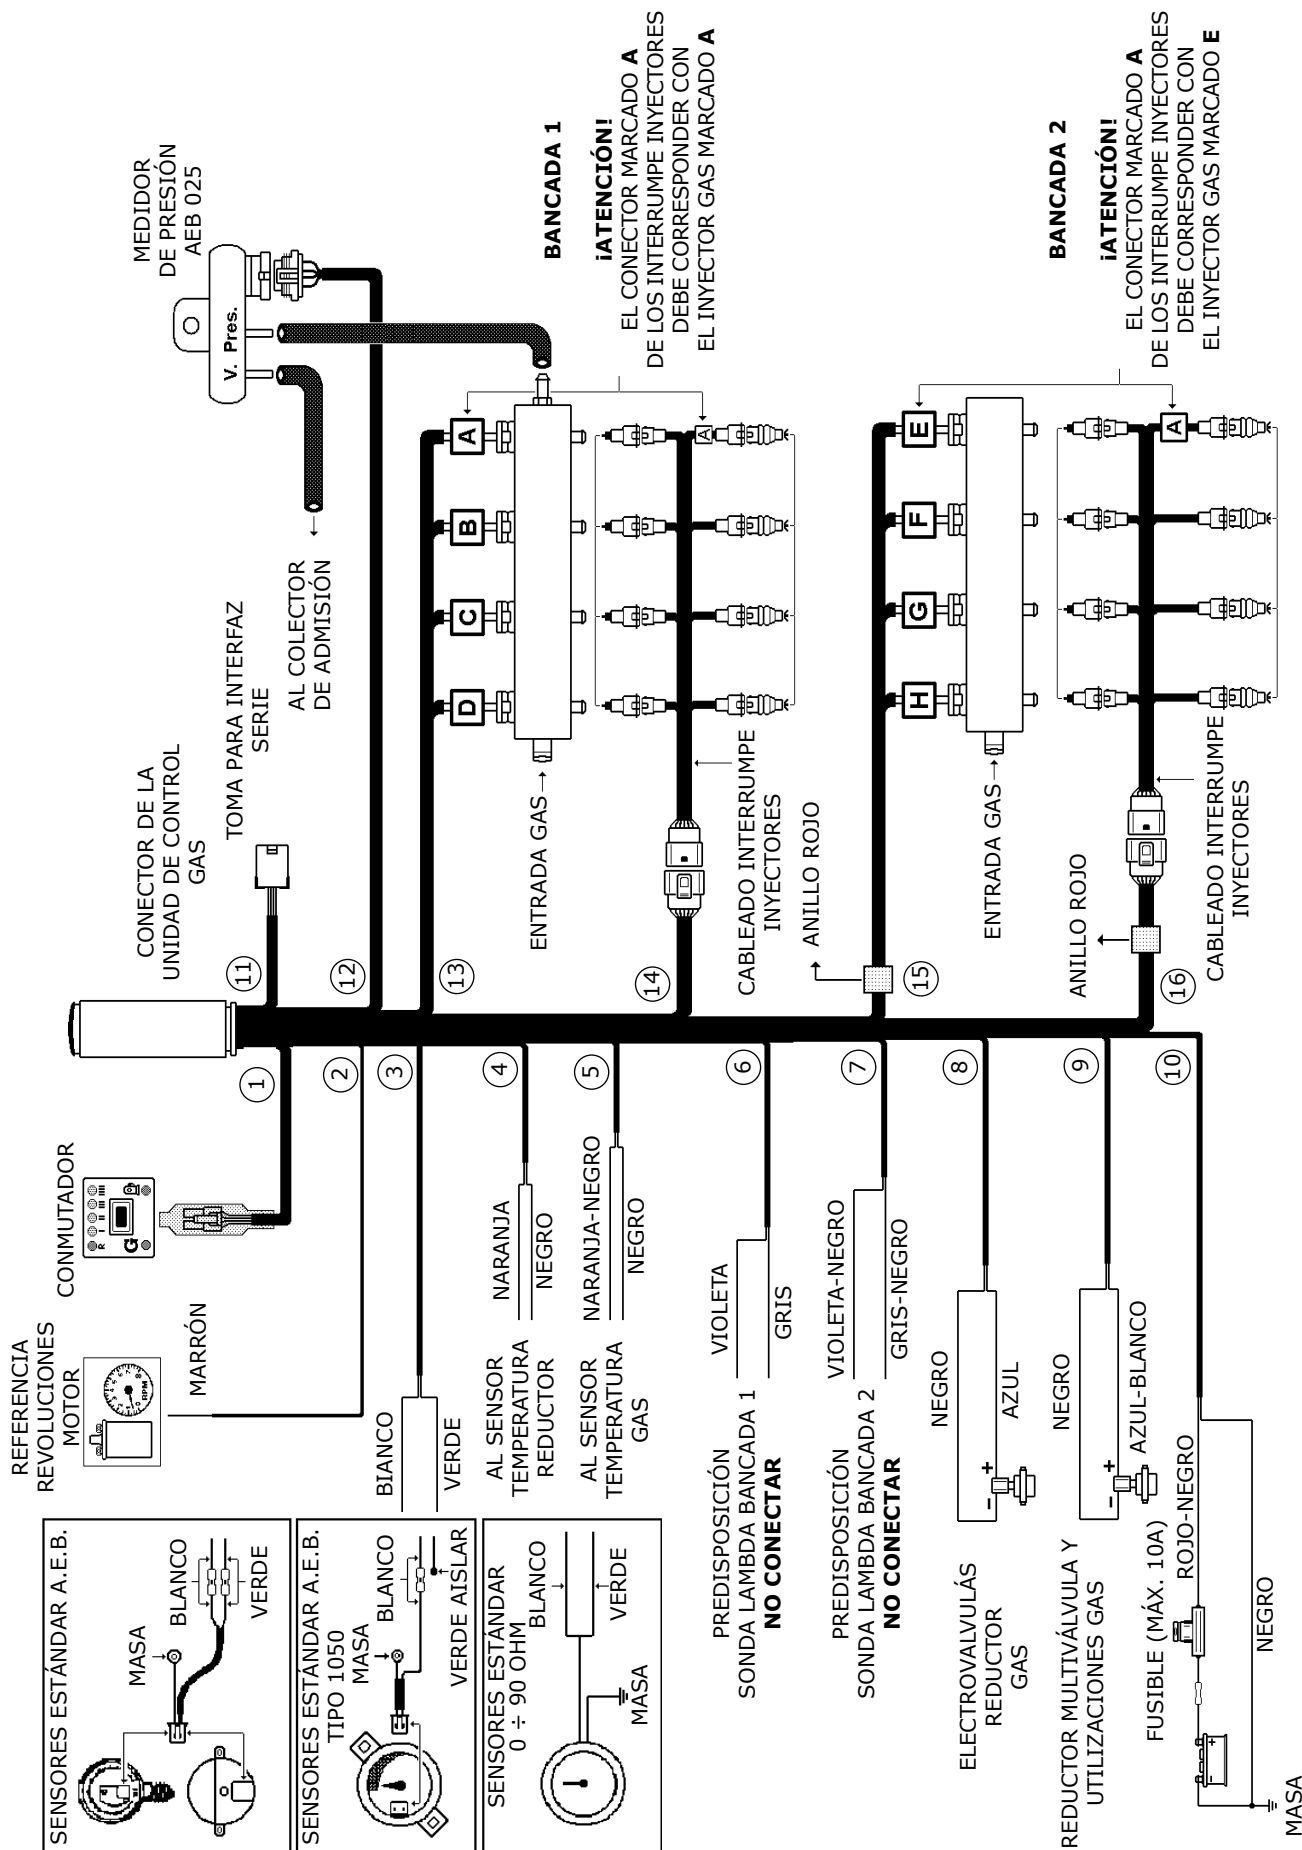 SENSORES ESTÁNDAR A.E.B.
MASA
BLANCO
VERDE
SENSORES ESTÁNDAR A.E.B.
TIPO 1050
MASA
BLANCO
VERDE AISLAR
SENSORES ESTÁNDAR
0 ÷ 90 OHM
BLANCO
VERDE
MASA
REFERENCIA
REVOLUCIONES
MOTOR
RPM
MARRÓN
CONMUTADOR
R I II III IIII
CONECTOR DE LA
UNIDAD DE CONTROL
GAS
TOMA PARA INTERFAZ
SERIE
AL COLECTOR
DE ADMISIÓN
MEDIDOR
DE PRESIÓN
AEB 025
V. Pres.
1
2
3
4
5
6
7
8
9
10
11
12
13
14
15
16
BIANCO
VERDE
AL SENSOR
TEMPERATURA
REDUCTOR
NARANJA
NEGRO
AL SENSOR
TEMPERATURA
GAS
NARANJA-NEGRO
NEGRO
PREDISPOSICIÓN
SONDA LAMBDA BANCADA 1
NO CONECTAR
VIOLETA
GRIS
PREDISPOSICIÓN
SONDA LAMBDA BANCADA 2
NO CONECTAR
VIOLETA-NEGRO
GRIS-NEGRO
ELECTROVALVULÁS
REDUCTOR
GAS
NEGRO
AZUL
- +
REDUCTOR MULTIVÁLVULA Y
UTILIZACIONES GAS
NEGRO
AZUL-BLANCO
- +
FUSIBLE (MÁX. 10A)
ROJO-NEGRO
NEGRO
- +
MASA
D C B A
ENTRADA GAS
A
CABLEADO INTERRUMPE
INYECTORES
BANCADA 1
¡ATENCIÓN!
EL CONECTOR MARCADO A
DE LOS INTERRUMPE INYECTORES
DEBE CORRESPONDER CON
EL INYECTOR GAS MARCADO A
ANILLO ROJO
H G F E
ENTRADA GAS
A
ANILLO ROJO
CABLEADO INTERRUMPE
INYECTORES
BANCADA 2
¡ATENCIÓN!
EL CONECTOR MARCADO A
DE LOS INTERRUMPE INYECTORES
DEBE CORRESPONDER CON
EL INYECTOR GAS MARCADO E